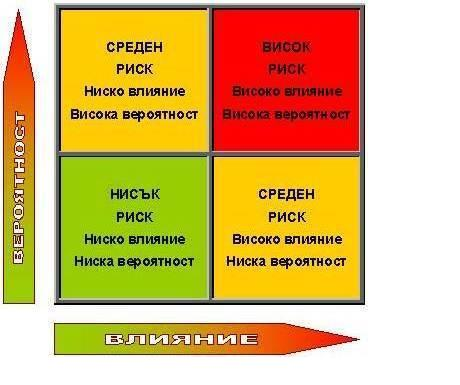 СРЕДЕН
РИСК
Ниско влияние
Висока вероятност
ВИСОК
РИСК
Високо влияние
Висока вероятност
ВЕРОЯТНОСТ
НИСЪК
РИСК
Ниско влияние
Ниска вероятност
СРЕДЕН
РИСК
Високо влияние
Ниска вероятност
ВЛИЯНИЕ